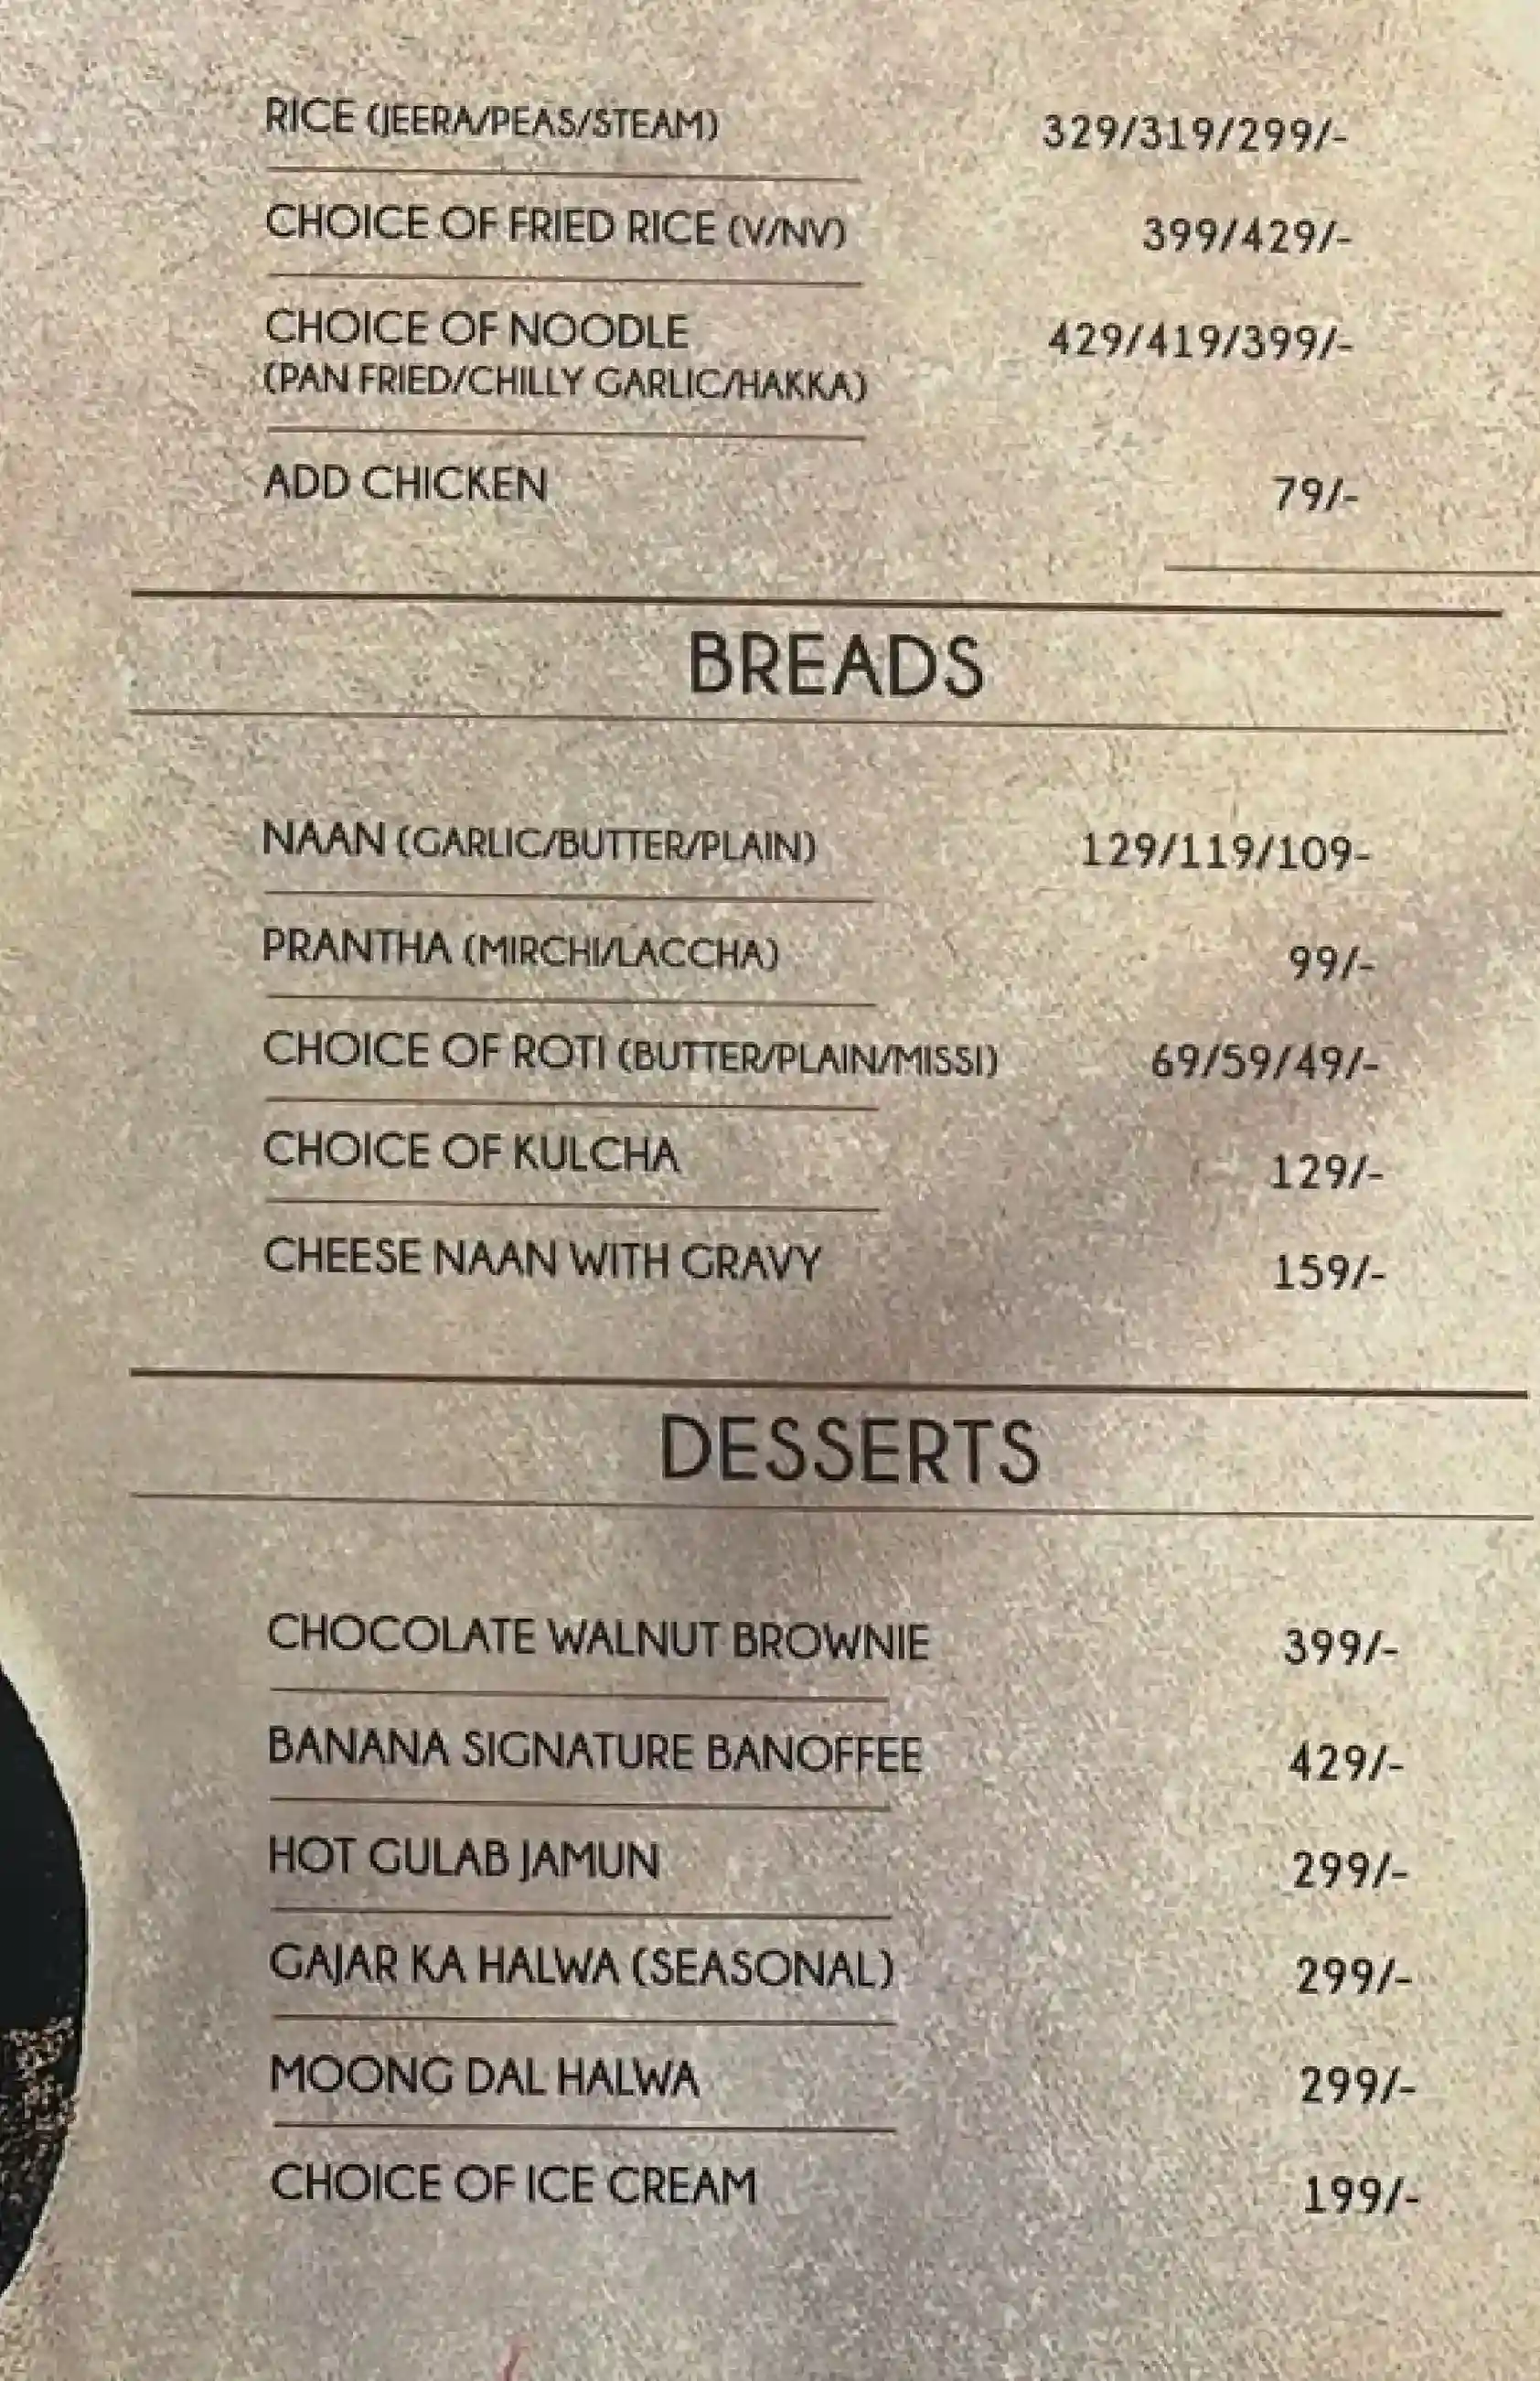 RICE (JEERA/PEAS/STEAM) 329/319/299/-
CHOICE OF FRIED RICE (V/NV) 399/429/-
CHOICE OF NOODLE 429/419/399/-
(PAN FRIED/CHILLY GARLIC/HAKKA)
ADD CHICKEN 79/-
BREADS
NAAN (GARLIC/BUTTER/PLAIN) 129/119/109-
PRANTHA (MIRCHI/LACCHA) 99/-
CHOICE OF ROTI (BUTTER/PLAIN/MISSI) 69/59/49/-
CHOICE OF KULCHA 129/-
CHEESE NAAN WITH GRAVY 159/-
DESSERTS
CHOCOLATE WALNUT BROWNIE 399/-
BANANA SIGNATURE BANOFFEE 429/-
HOT GULAB JAMUN 299/-
GAJAR KA HALWA (SEASONAL) 299/-
MOONG DAL HALWA 299/-
CHOICE OF ICE CREAM 199/-